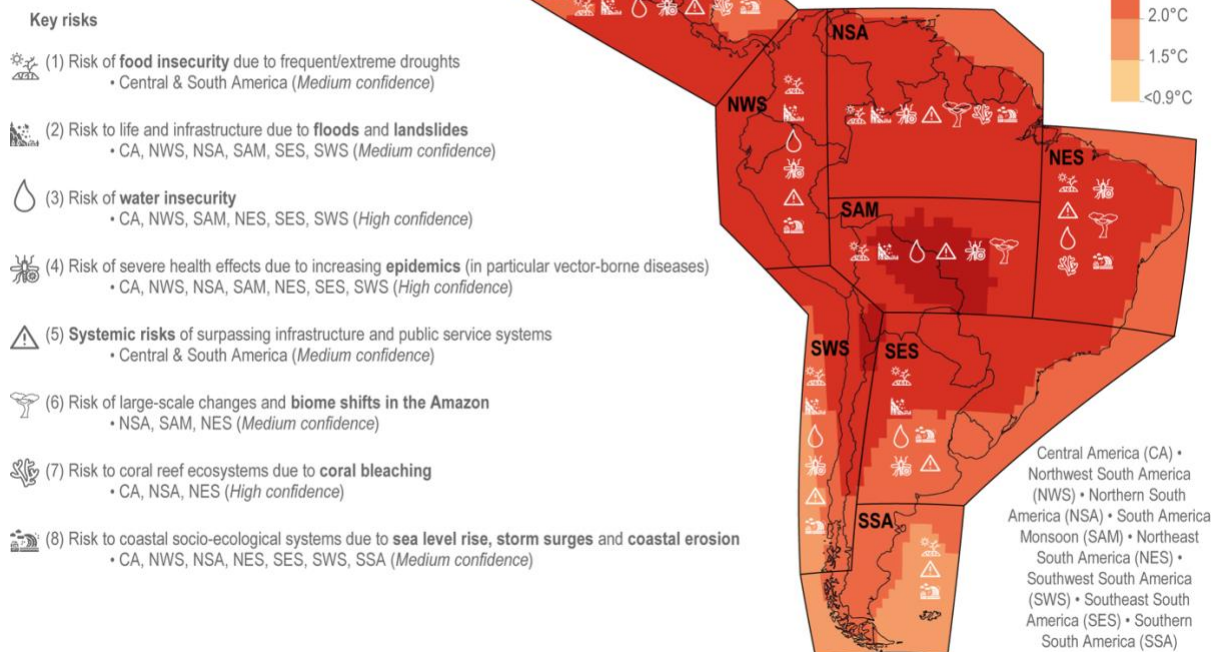 Key risks
(1) Risk of food insecurity due to frequent/extreme droughts
• Central & South America (Medium confidence)
(2) Risk to life and infrastructure due to floods and landslides
• CA, NWS, NSA, SAM, SES, SWS (Medium confidence)
(3) Risk of water insecurity
• CA, NWS, SAM, NES, SES, SWS (High confidence)
(4) Risk of severe health effects due to increasing epidemics (in particular vector-borne diseases)
• CA, NWS, NSA, SAM, NES, SES, SWS (High confidence)
(5) Systemic risks of surpassing infrastructure and public service systems
• Central & South America (Medium confidence)
(6) Risk of large-scale changes and biome shifts in the Amazon
• NSA, SAM, NES (Medium confidence)
(7) Risk to coral reef ecosystems due to coral bleaching
• CA, NSA, NES (High confidence)
(8) Risk to coastal socio-ecological systems due to sea level rise, storm surges and coastal erosion
• CA, NWS, NSA, NES, SES, SWS, SSA (Medium confidence)
NSA
NWS
NES
SAM
SWS
SES
SSA
2.0°C
1.5°C
<0.9°C
Central America (CA) •
Northwest South America
(NWS) • Northern South
America (NSA) • South America
Monsoon (SAM) • Northeast
South America (NES) •
Southwest South America
(SWS) • Southeast South
America (SES) • Southern
South America (SSA)